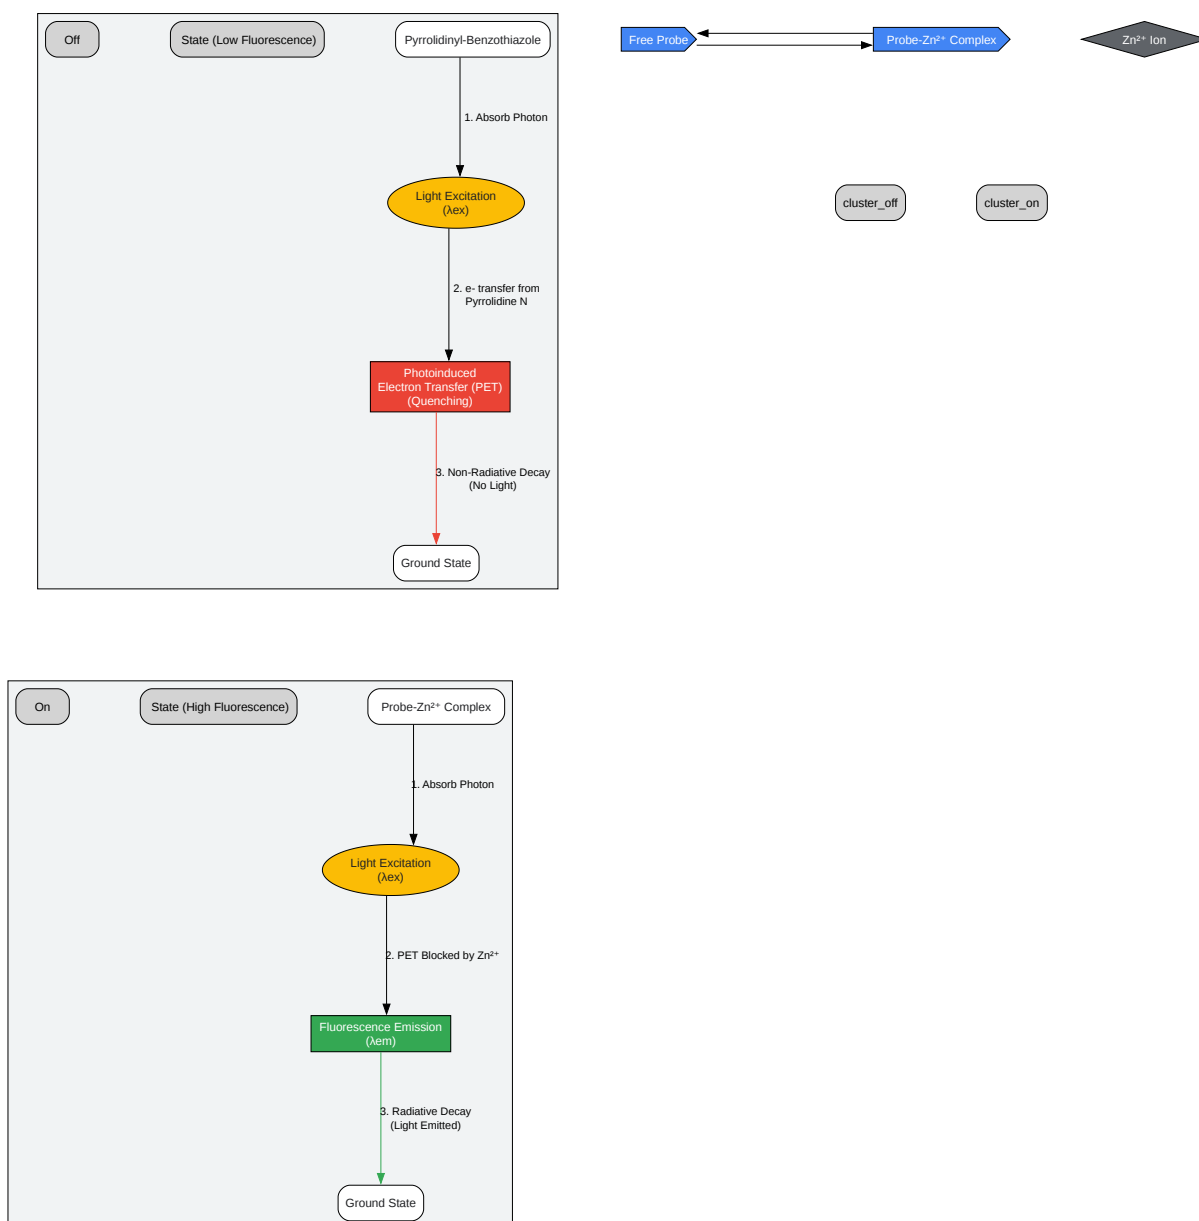 Off
State (Low Fluorescence)
Pyrrolidinyl-Benzothiazole
Free Probe
Probe-Zn²⁺ Complex
Zn²⁺ Ion
1. Absorb Photon
Light Excitation
(λex)
cluster_off
cluster_on
2. e- transfer from
Pyrrolidine N
Photoinduced
Electron Transfer (PET)
(Quenching)
3. Non-Radiative Decay
(No Light)
Ground State
On
State (High Fluorescence)
Probe-Zn²⁺ Complex
1. Absorb Photon
Light Excitation
(λex)
2. PET Blocked by Zn²⁺
Fluorescence Emission
(λem)
3. Radiative Decay
(Light Emitted)
Ground State